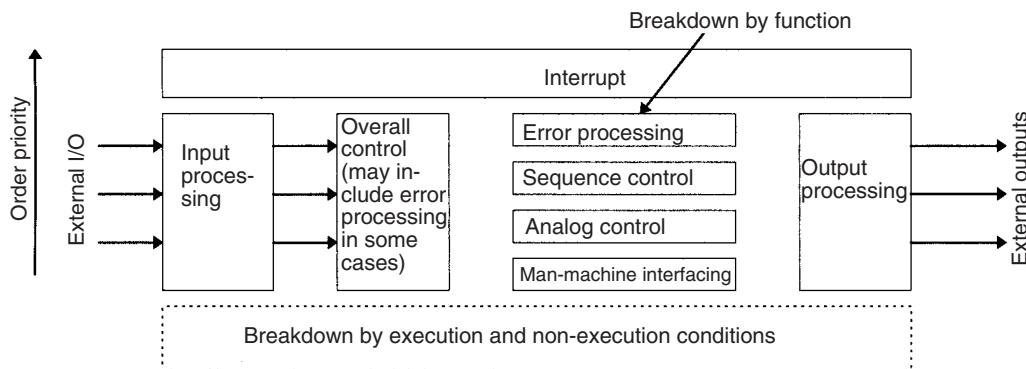 Breakdown by function
Interrupt
Order priority
External I/O
Input
proces-
sing
Overall
control
(may in-
clude error
processing
in some
cases)
Error processing
Sequence control
Analog control
Man-machine interfacing
Output
processing
External outputs
Breakdown by execution and non-execution conditions